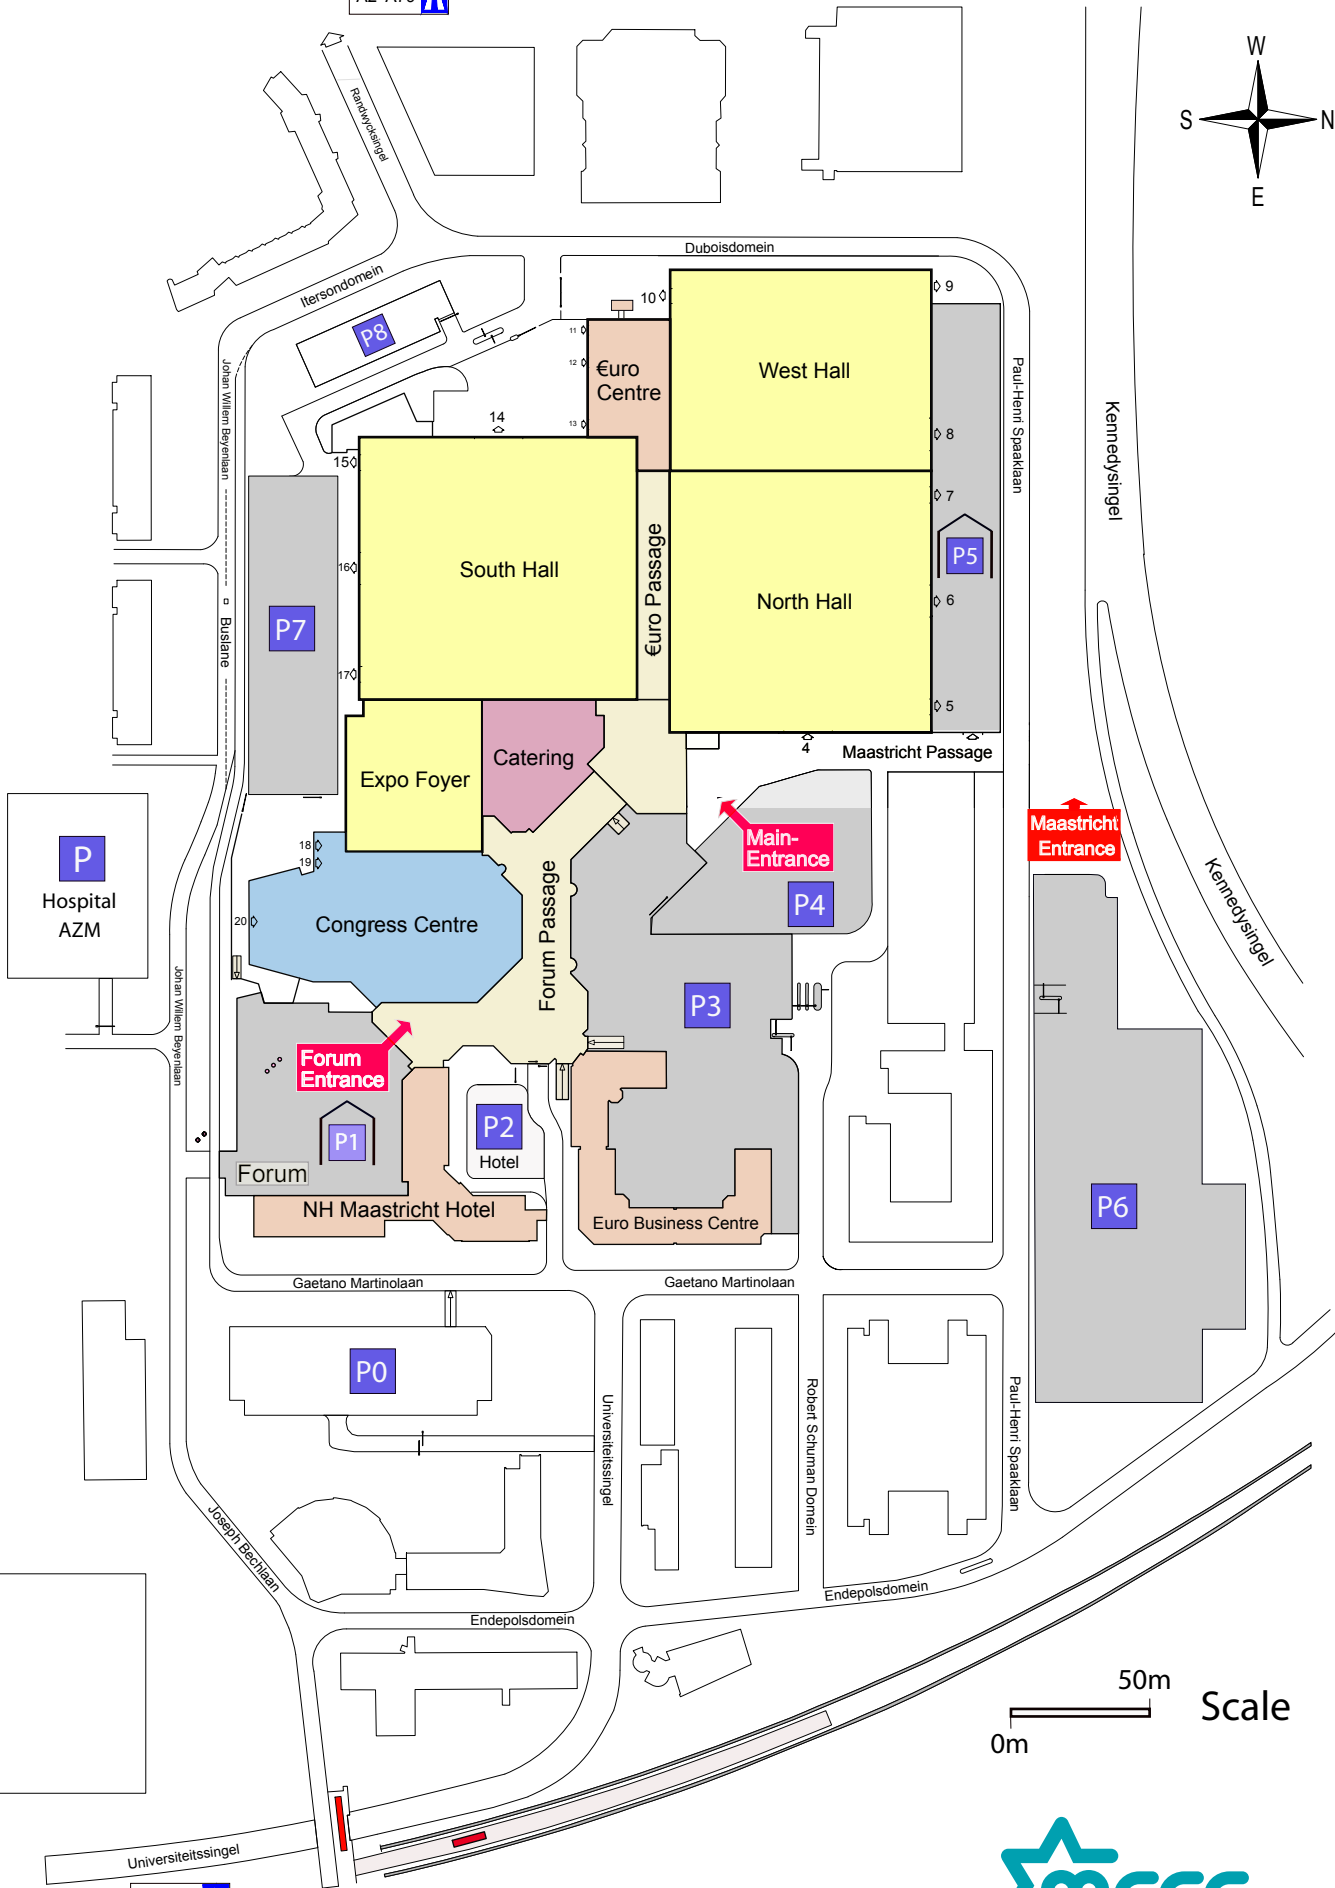 W
S
N
E
Randwycksingel
Duboisdomein
Itersondomein
P8
10
9
11
12
13
€uro
Centre
West Hall
8
Johan Willem Beyenlaan
Paul-Henri Spaaklaan
Kennedysingel
14
15
7
€uro Passage
P5
South Hall
16
North Hall
6
Buslane
P7
17
5
4
Maastricht Passage
Catering
Expo Foyer
Main-
Entrance
Maastricht
Entrance
P
Hospital
AZM
18
19
20
Congress Centre
Forum Passage
P4
Kennedysingel
P3
Johan Willem Beyenlaan
Forum
Entrance
P1
P2
Hotel
Forum
NH Maastricht Hotel
Euro Business Centre
P6
Gaetano Martinolaan
Gaetano Martinolaan
P0
Universiteitssingel
Robert Schuman Domein
Paul-Henri Spaaklaan
Joseph Bechlaan
Endepolsdomein
Endepolsdomein
50m
Scale
0m
Universiteitssingel